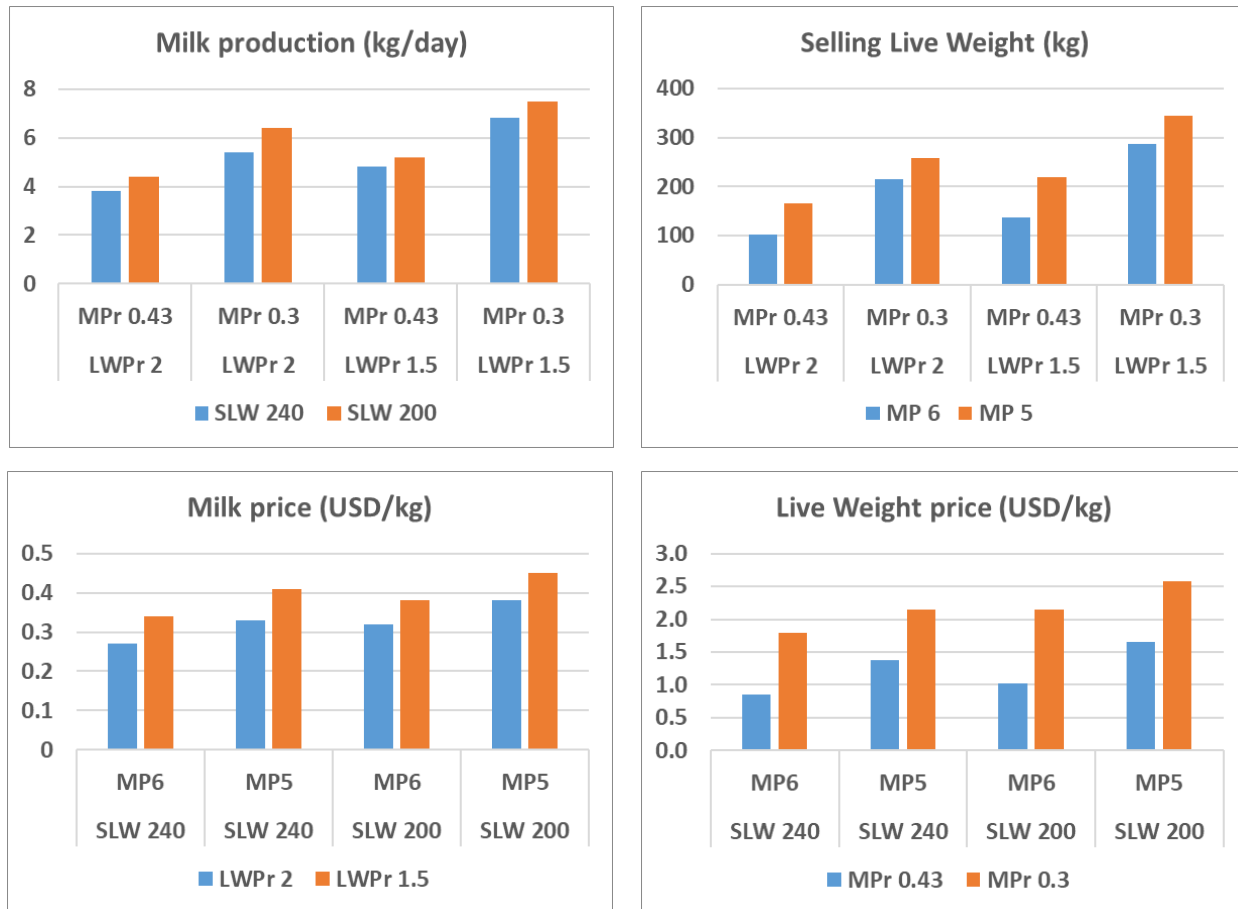 Milk production (kg/day)
8
6
4
2
0
MPr 0.43 MPr 0.3 MPr 0.43 MPr 0.3
LWPr 2 LWPr 2 LWPr 1.5 LWPr 1.5
SLW 240 SLW 200
Selling Live Weight (kg)
400
300
200
100
0
MPr 0.43 MPr 0.3 MPr 0.43 MPr 0.3
LWPr 2 LWPr 2 LWPr 1.5 LWPr 1.5
MP 6 MP 5
Milk price (USD/kg)
0.5
0.4
0.3
0.2
0.1
0
MP6 MP5 MP6 MP5
SLW 240 SLW 240 SLW 200 SLW 200
LWPr 2 LWPr 1.5
Live Weight price (USD/kg)
3.0
2.5
2.0
1.5
1.0
0.5
0.0
MP6 MP5 MP6 MP5
SLW 240 SLW 240 SLW 200 SLW 200
MPr 0.43 MPr 0.3